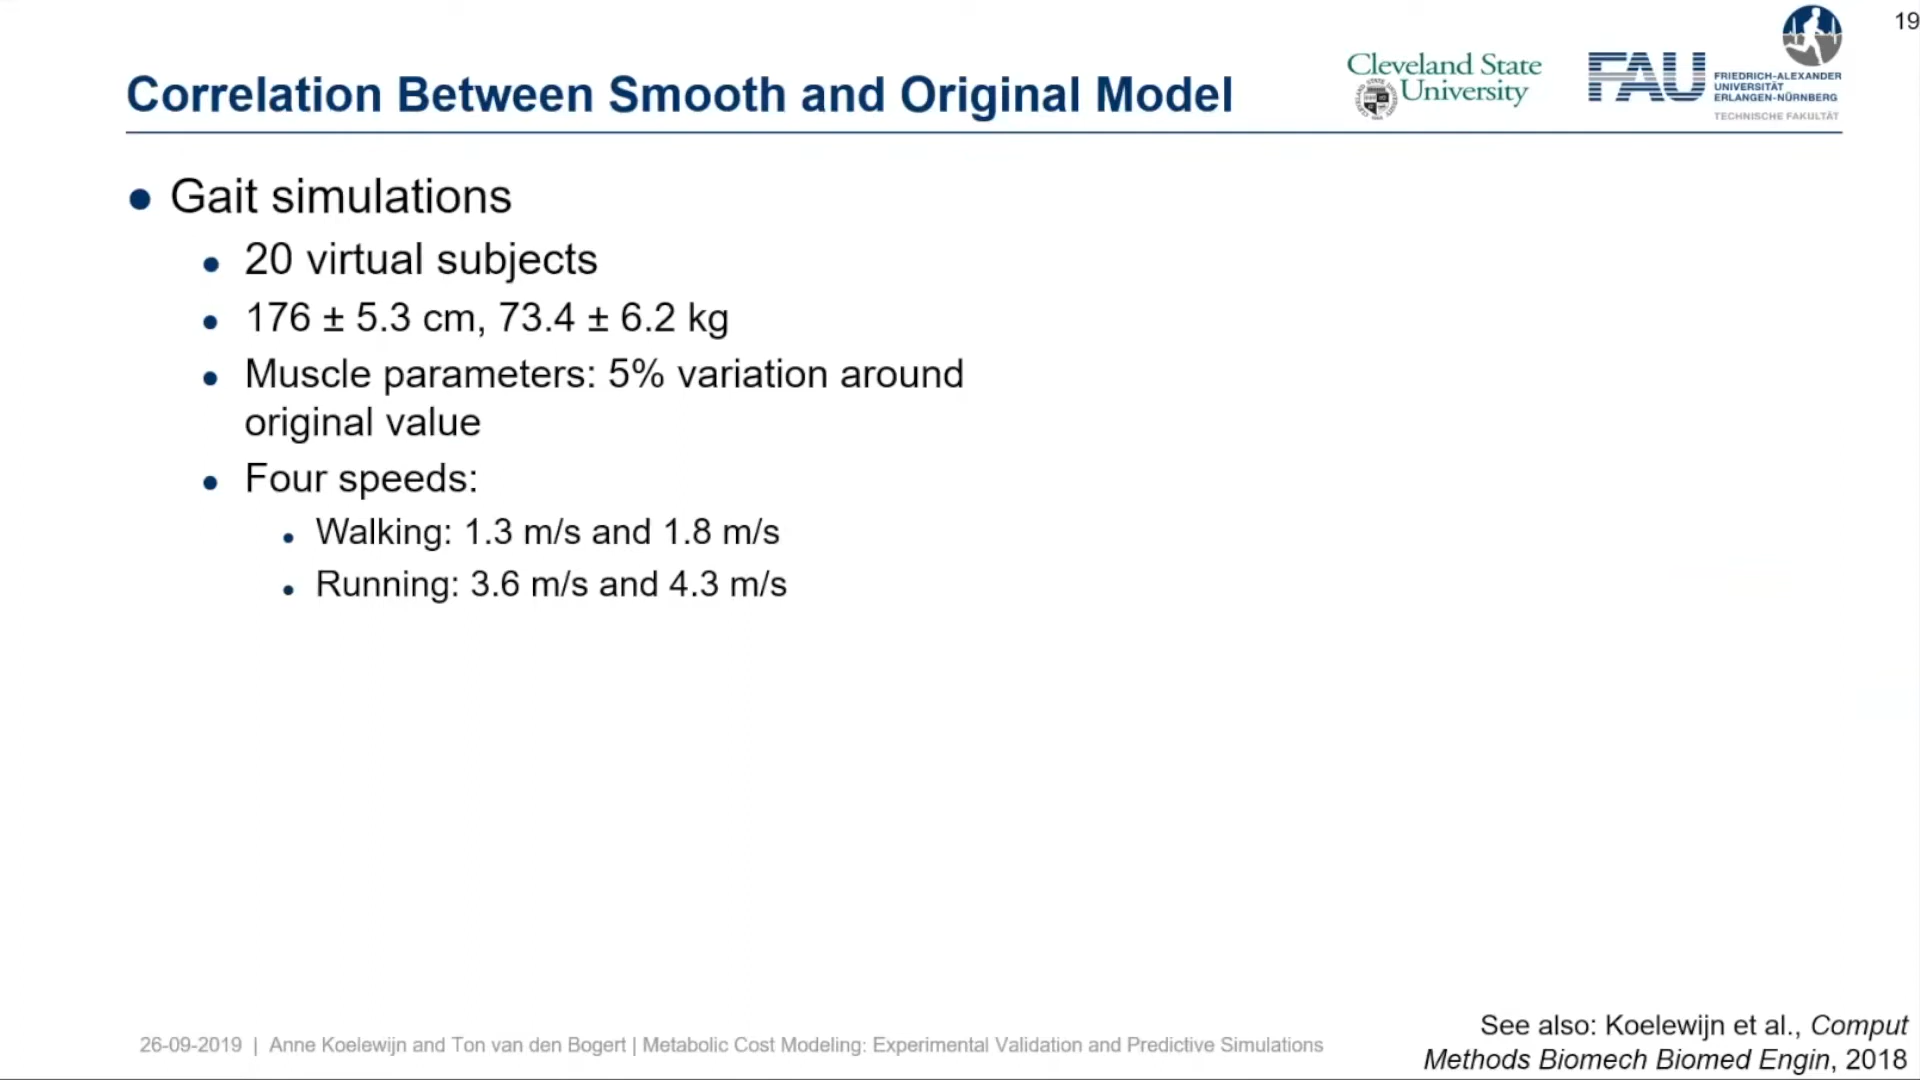 19
Correlation Between Smooth and Original Model
Cleveland State
University
FAU
FRIEDRICH-ALEXANDER
UNIVERSITÄT
ERLANGEN-NÜRNBERG
TECHNISCHE FAKULTÄT
● Gait simulations
● 20 virtual subjects
● 176 ± 5.3 cm, 73.4 ± 6.2 kg
● Muscle parameters: 5% variation around
original value
● Four speeds:
● Walking: 1.3 m/s and 1.8 m/s
● Running: 3.6 m/s and 4.3 m/s
See also: Koelewijn et al., Comput
Methods Biomech Biomed Engin, 2018
26-09-2019 | Anne Koelewijn and Ton van den Bogert | Metabolic Cost Modeling: Experimental Validation and Predictive Simulations